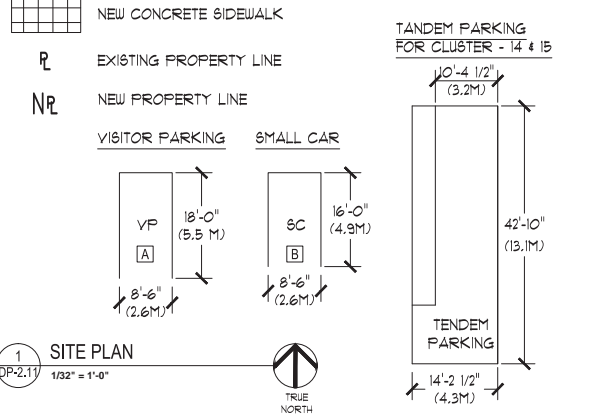 NEW CONCRETE SIDEWALK
PL EXISTING PROPERTY LINE
NPL NEW PROPERTY LINE
VISITOR PARKING
VP
A
18'-0"
(5.5 M)
8'-6"
(2.6M)
SMALL CAR
SC
B
16'-0"
(4.9M)
8'-6"
(2.6M)
TANDEM PARKING
FOR CLUSTER - 14 & 15
10'-4 1/2"
(3.2M)
42'-10"
(13.1M)
TENDEM
PARKING
14'-2 1/2"
(4.3M)
1
DP-2.11
SITE PLAN
1/32" = 1'-0"
TRUE
NORTH